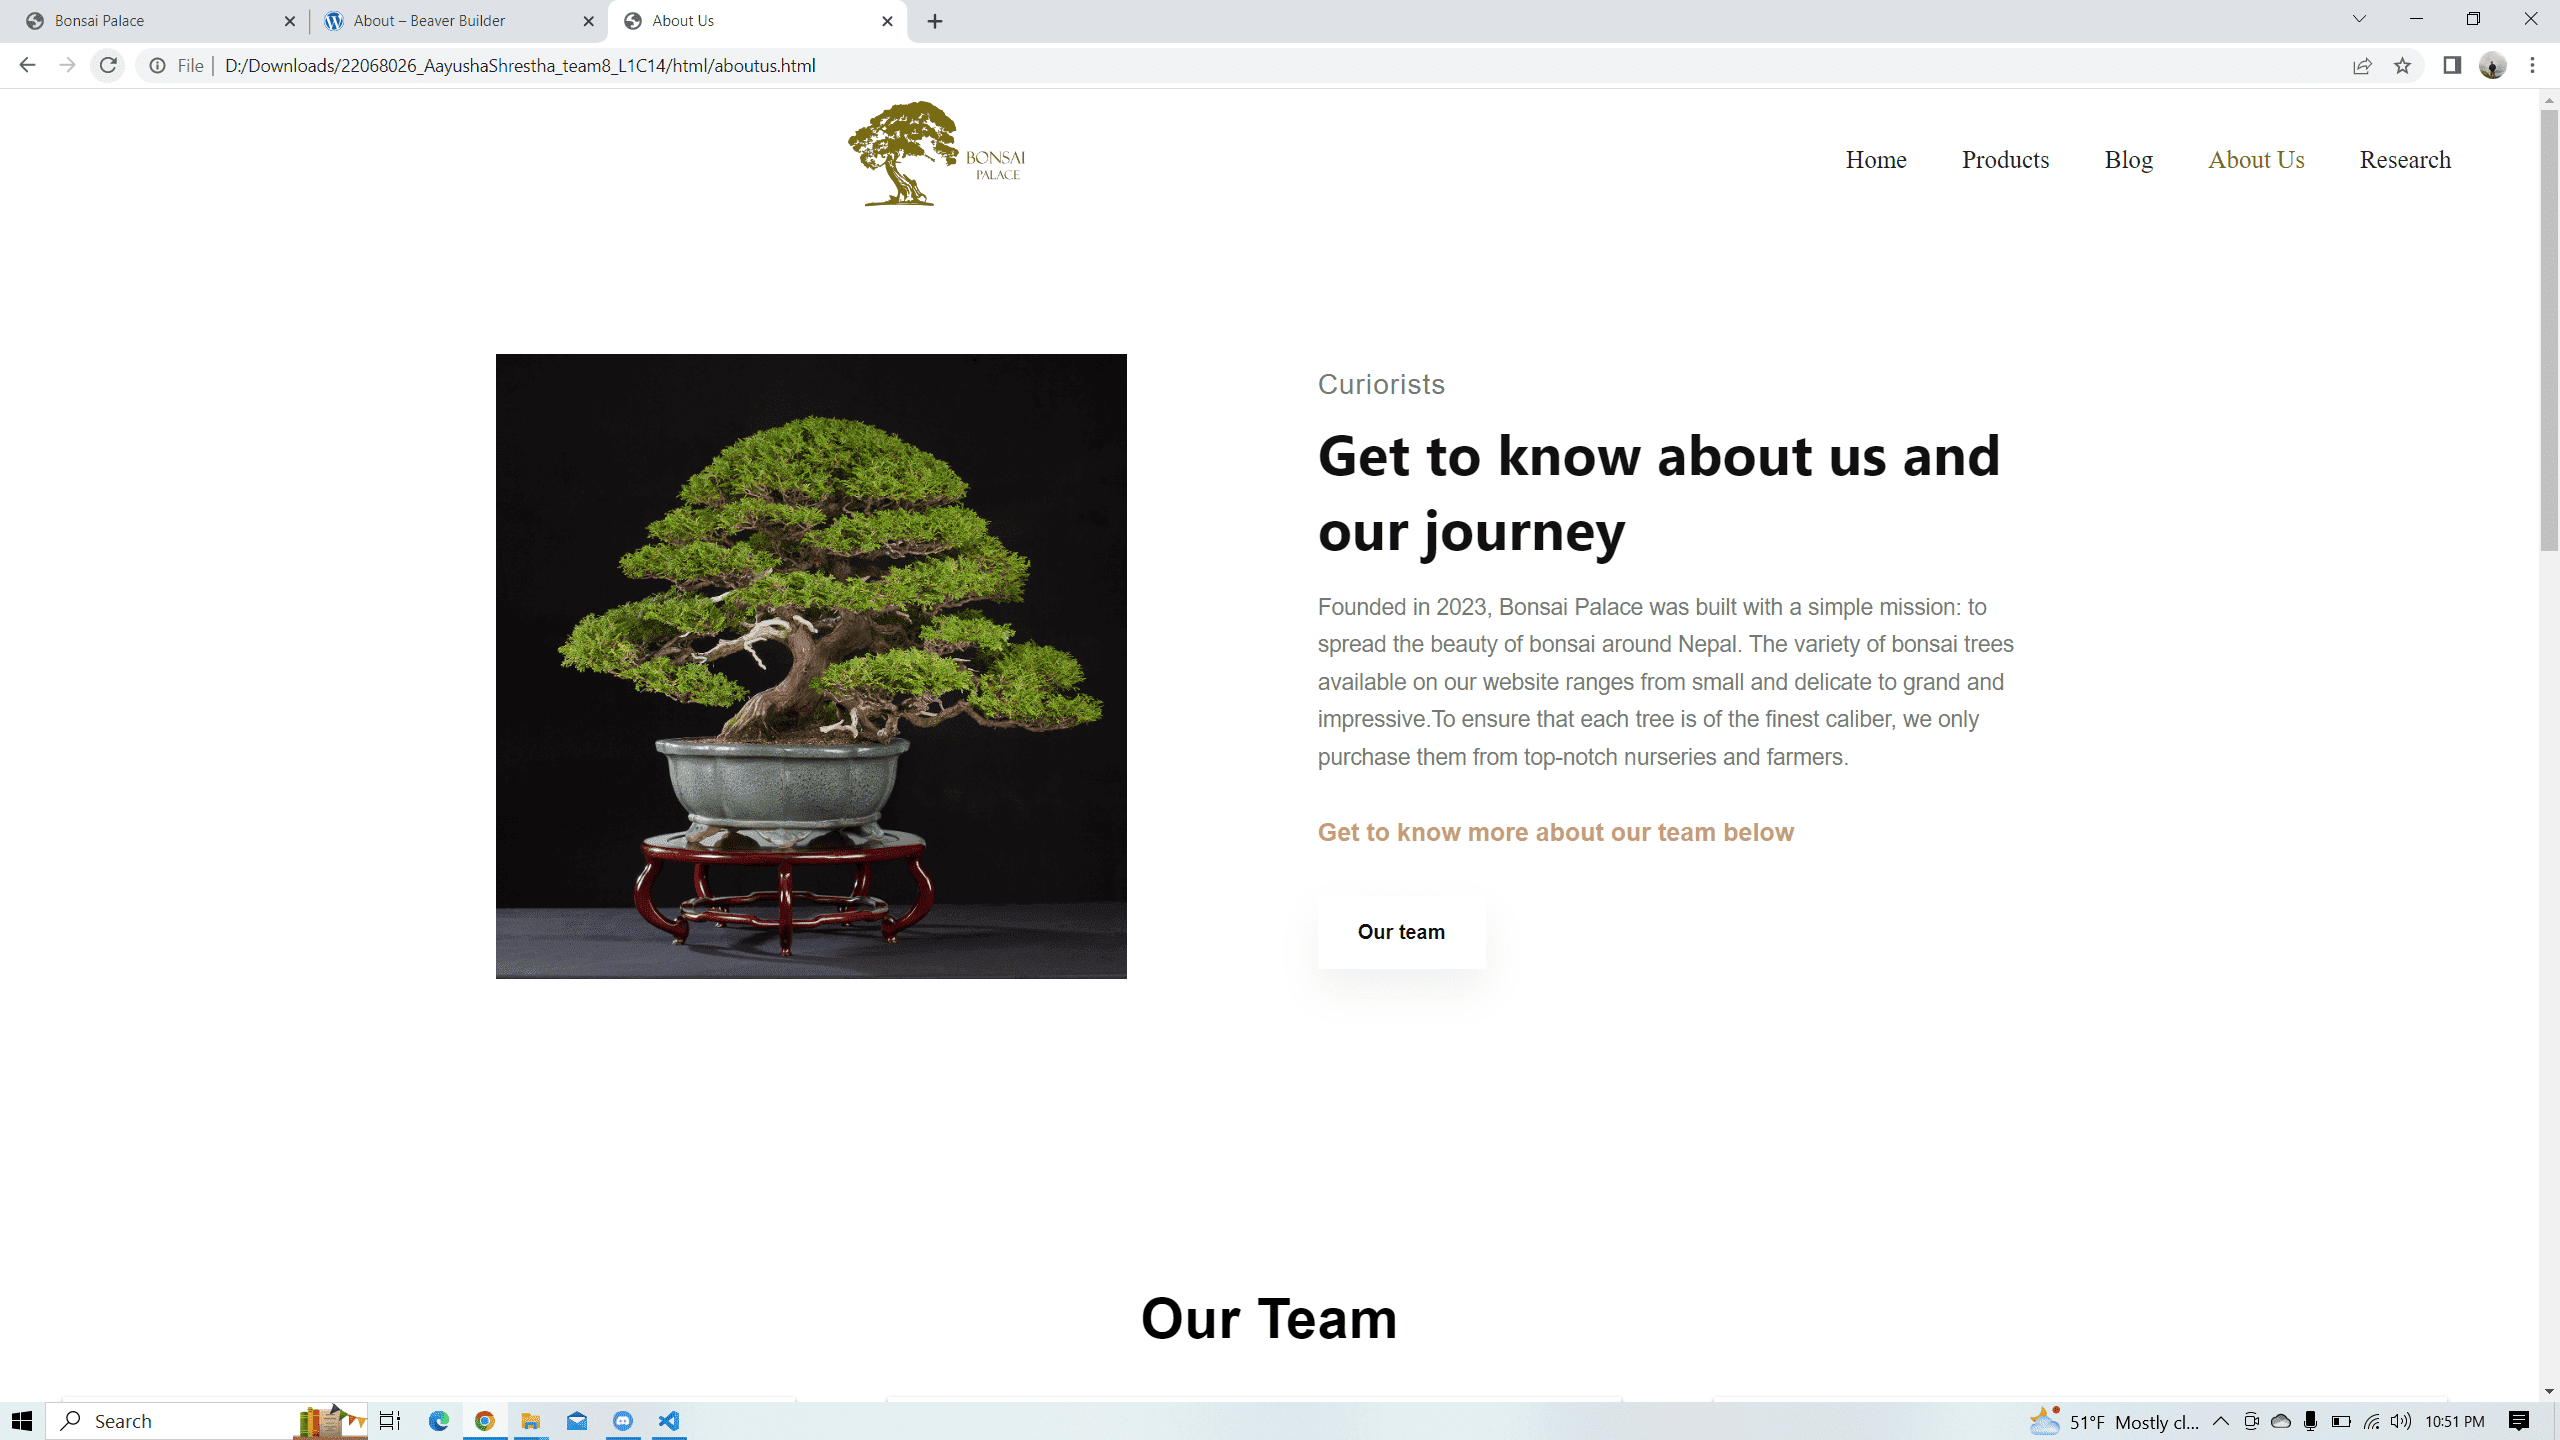 Bonsai Palace
About – Beaver Builder
About Us
File | D:/Downloads/22068026_AayushaShrestha_team8_L1C14/html/aboutus.html
BONSAI
PALACE
Home
Products
Blog
About Us
Research
Curiorists
Get to know about us and
our journey
Founded in 2023, Bonsai Palace was built with a simple mission: to
spread the beauty of bonsai around Nepal. The variety of bonsai trees
available on our website ranges from small and delicate to grand and
impressive.To ensure that each tree is of the finest caliber, we only
purchase them from top-notch nurseries and farmers.
Get to know more about our team below
Our team
Our Team
Search
51°F Mostly cl...
10:51 PM